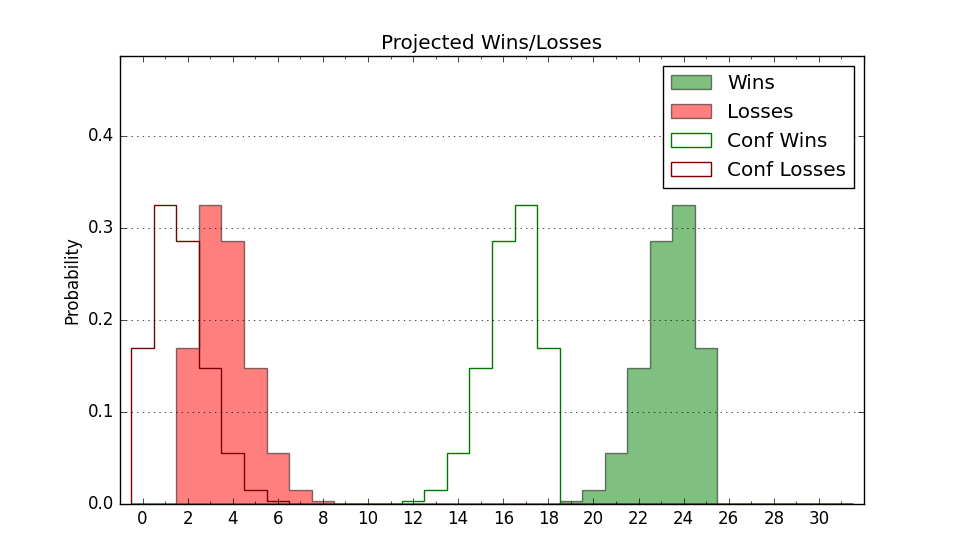 Projected Wins/Losses
Wins
Losses
Conf Wins
Conf Losses
Probability
0.4
0.3
0.2
0.1
0.0
0 2 4 6 8 10 12 14 16 18 20 22 24 26 28 30